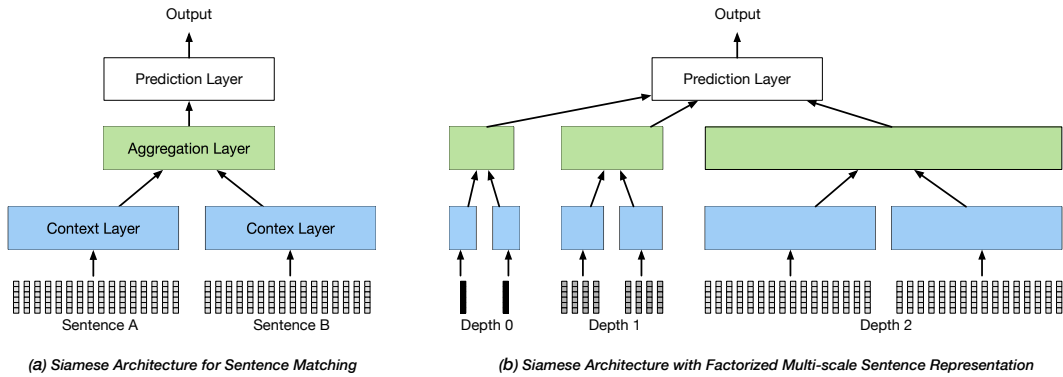 Output
Prediction Layer
Aggregation Layer
Context Layer
Contex Layer
Sentence A
Sentence B
(a) Siamese Architecture for Sentence Matching
Output
Prediction Layer
Depth 0
Depth 1
Depth 2
(b) Siamese Architecture with Factorized Multi-scale Sentence Representation